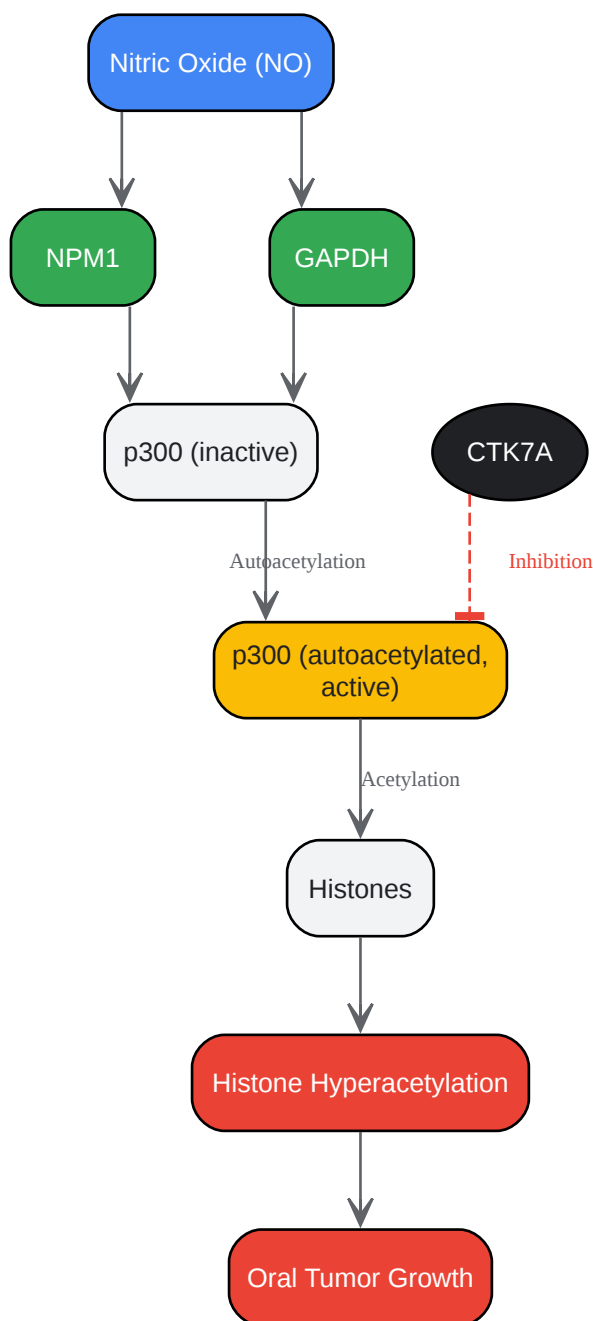 Nitric Oxide (NO)
NPM1
GAPDH
p300 (inactive)
CTK7A
Autoacetylation
Inhibition
p300 (autoacetylated,
active)
Acetylation
Histones
Histone Hyperacetylation
Oral Tumor Growth